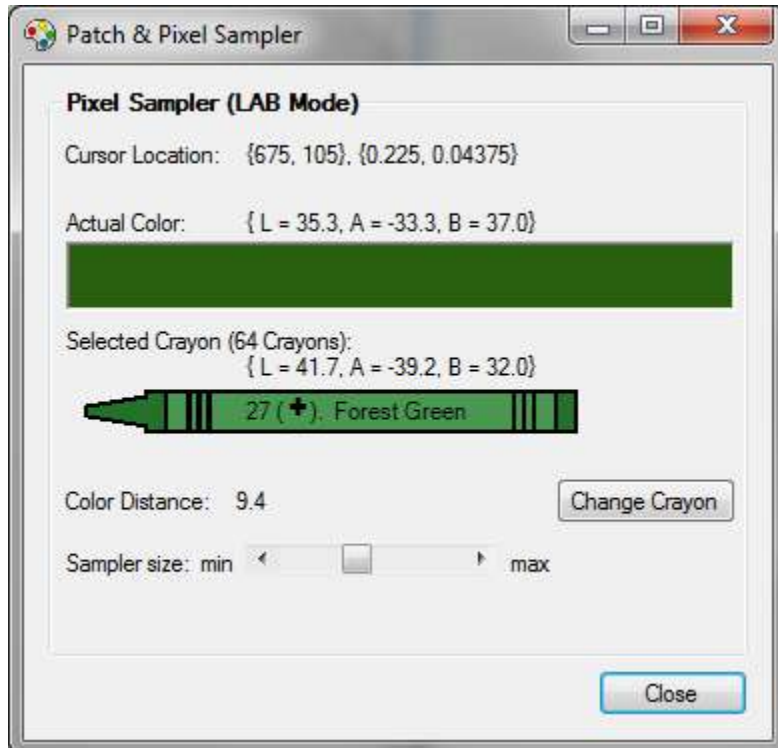 Patch & Pixel Sampler
Pixel Sampler (LAB Mode)
Cursor Location: {675, 105}, {0.225, 0.04375}
Actual Color: { L = 35.3, A = -33.3, B = 37.0}
Selected Crayon (64 Crayons):
{ L = 41.7, A = -39.2, B = 32.0}
27 (✚). Forest Green
Color Distance: 9.4
Change Crayon
Sampler size: min max
Close